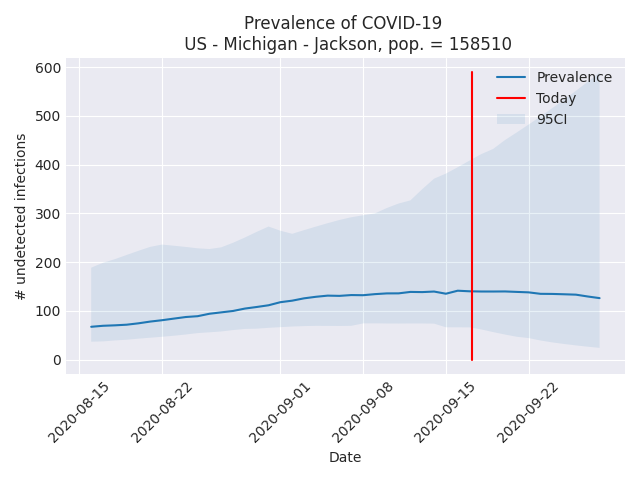 Prevalence of COVID-19
US - Michigan - Jackson, pop. = 158510
600
500
400
300
200
100
0
# undetected infections
Prevalence
Today
95CI
2020-08-15
2020-08-22
2020-09-01
2020-09-08
2020-09-15
2020-09-22
Date